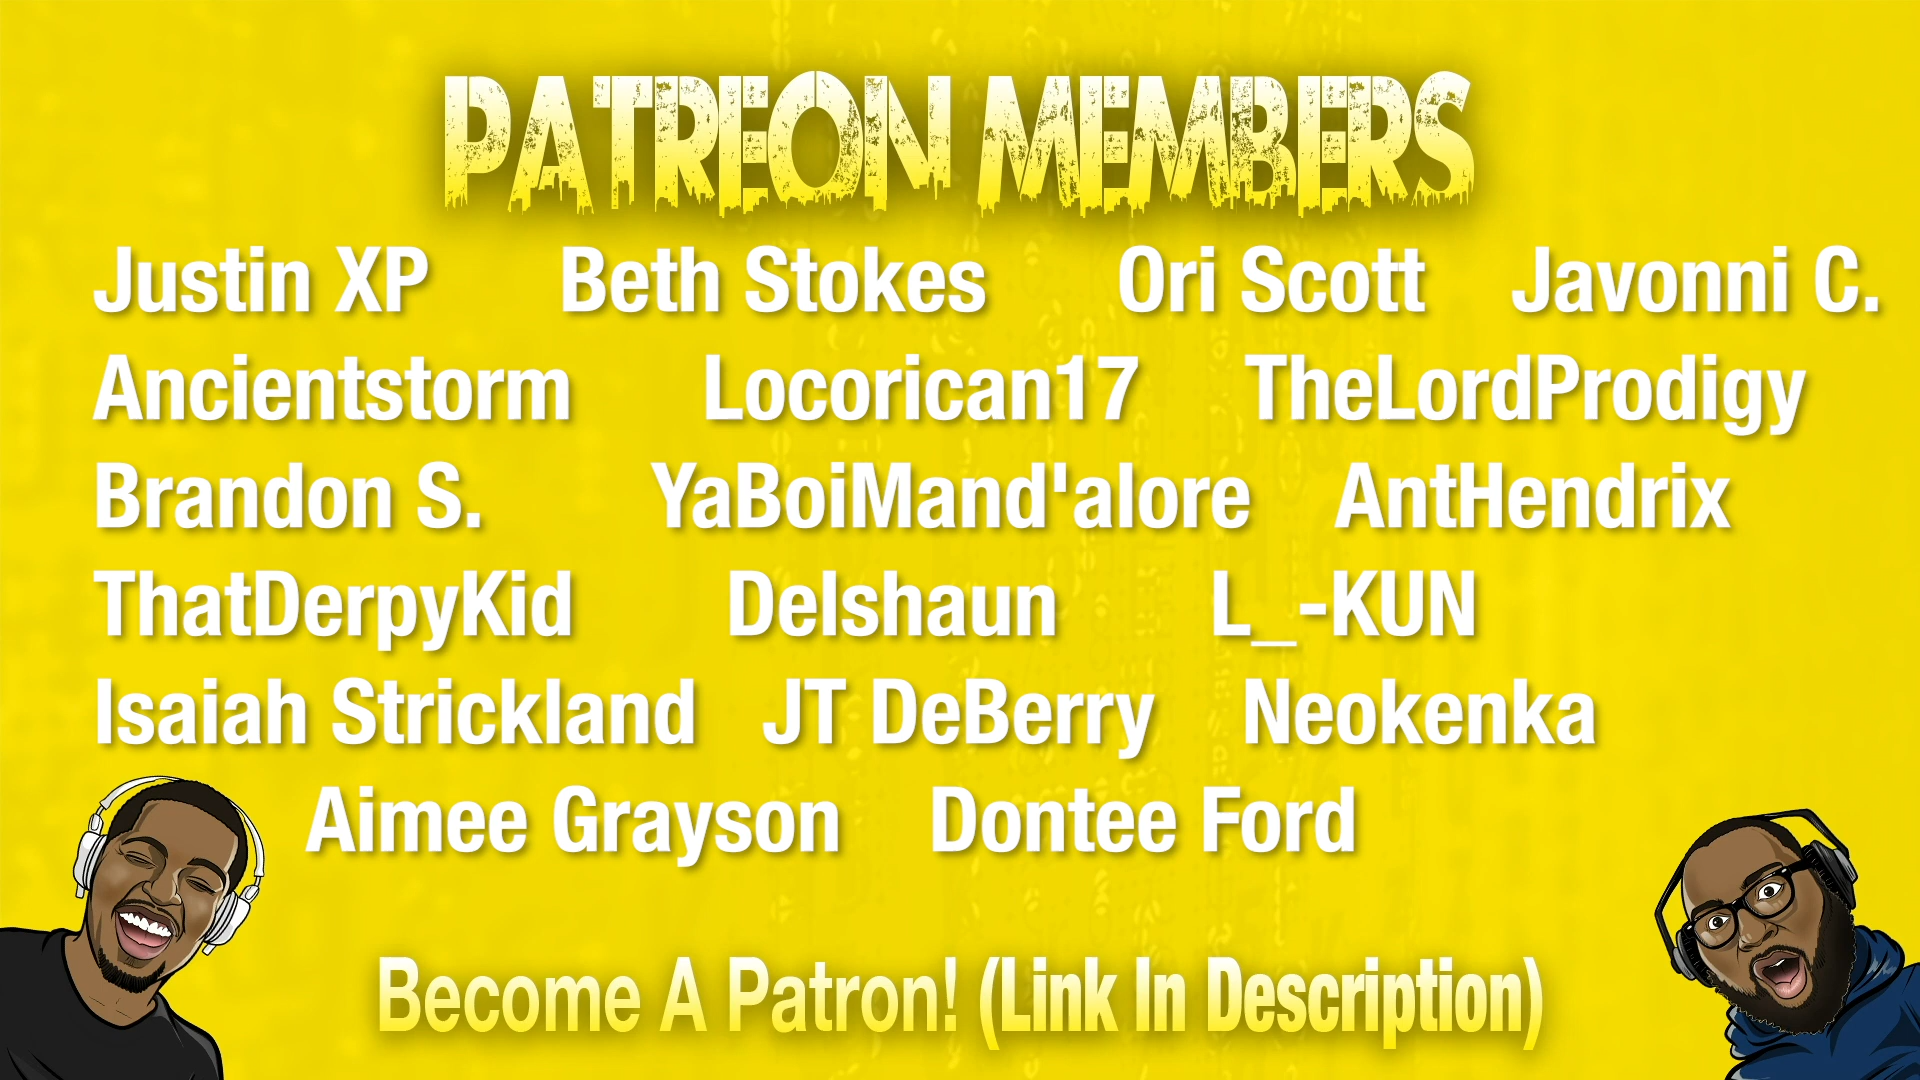 PATREON MEMBERS
Justin XP Beth Stokes Ori Scott Javonni C.
Ancientstorm Locorican17 TheLordProdigy
Brandon S. YaBoiMand'alore AntHendrix
ThatDerpyKid Delshaun L_-KUN
Isaiah Strickland JT DeBerry Neokenka
Aimee Grayson Dontee Ford
Become A Patron! (Link In Description)